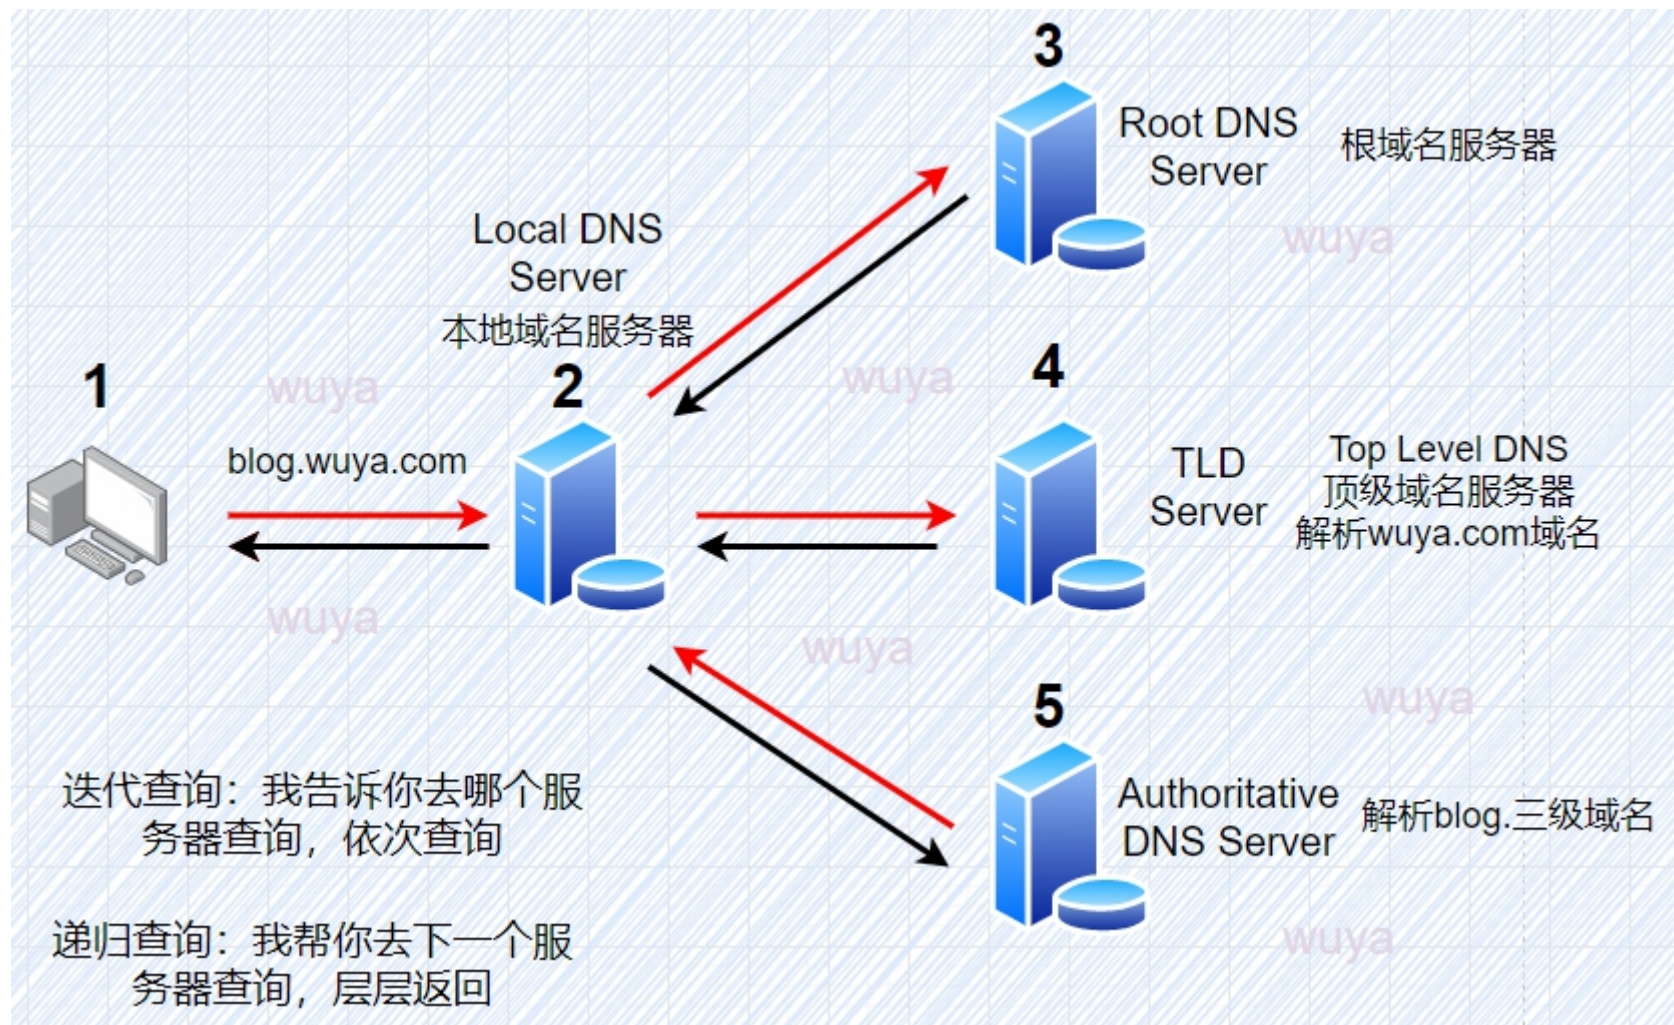 3
Root DNS
Server
根域名服务器
wuya
Local DNS
Server
本地域名服务器
1
wuya
2
wuya
4
blog.wuya.com
TLD
Server
Top Level DNS
顶级域名服务器
解析wuya.com域名
wuya
wuya
5
wuya
迭代查询：我告诉你去哪个服
务器查询，依次查询
Authoritative
DNS Server
解析blog.三级域名
递归查询：我帮你去下一个服
务器查询，层层返回
wuya